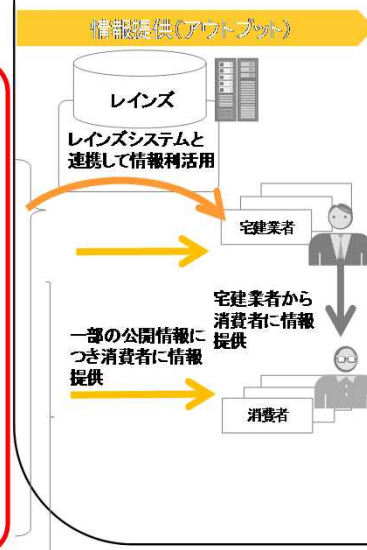 情報提供(アウトプット)
レインズ
レインズシステムと
連携して情報利活用
宅建業者
宅建業者から
消費者に情報
提供
一部の公開情報に
つき消費者に情報
提供
消費者